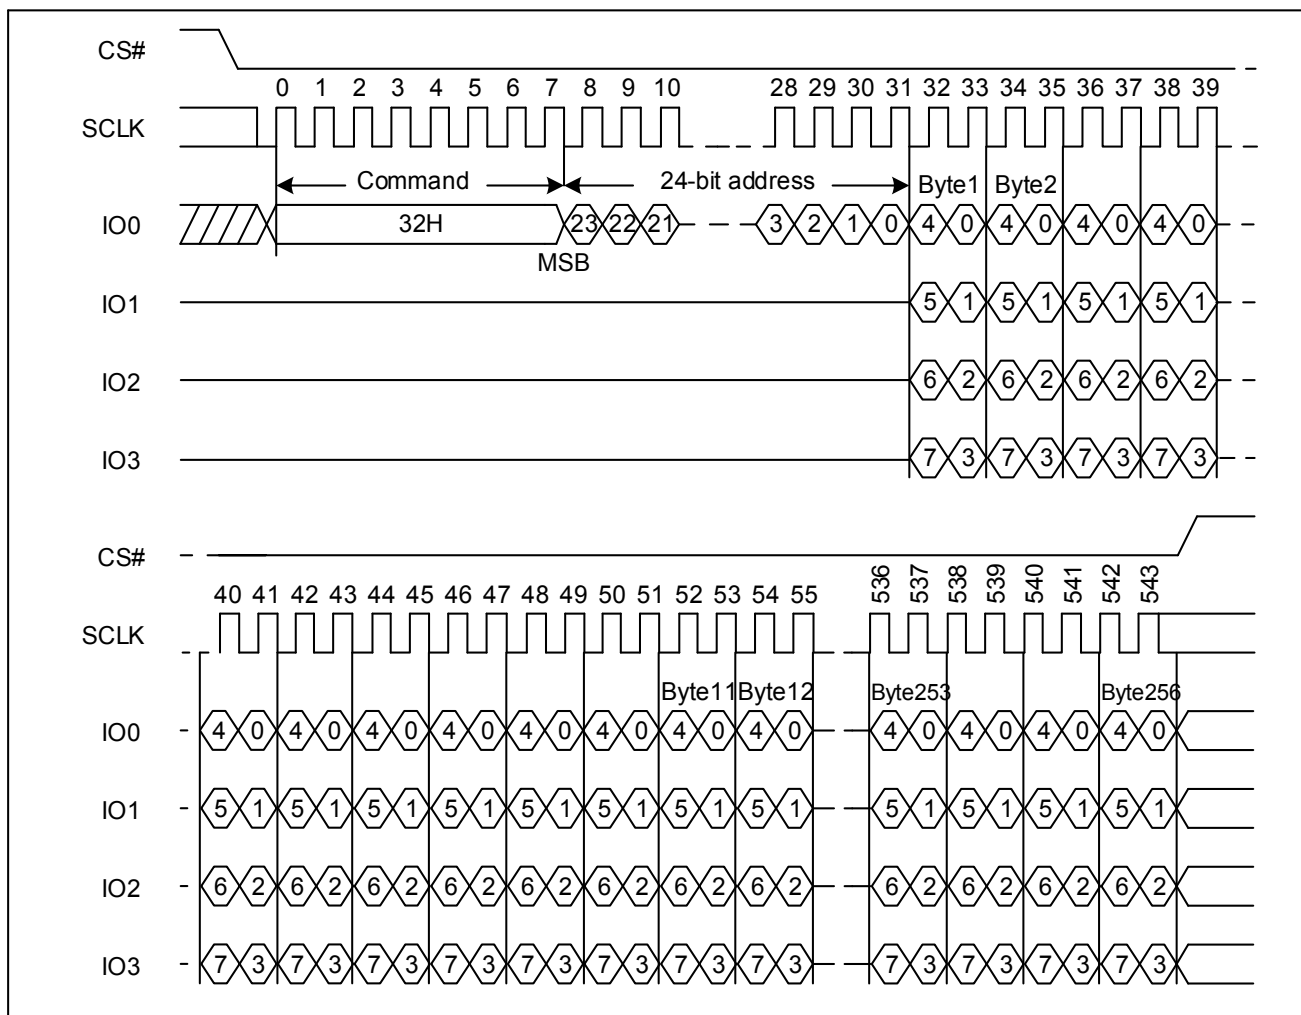 CS#
0 1 2 3 4 5 6 7 8 9 10 28 29 30 31 32 33 34 35 36 37 38 39
SCLK
Command 24-bit address Byte1 Byte2
IO0 32H 23 22 21 3 2 1 0 4 0 4 0 4 0 4 0
MSB
IO1 5 1 5 1 5 1 5 1
IO2 6 2 6 2 6 2 6 2
IO3 7 3 7 3 7 3 7 3
CS#
40 41 42 43 44 45 46 47 48 49 50 51 52 53 54 55 536 537 538 539 540 541 542 543
SCLK
Byte11 Byte12 Byte253 Byte256
IO0 4 0 4 0 4 0 4 0 4 0 4 0 4 0 4 0 4 0 4 0 4 0 4 0
IO1 5 1 5 1 5 1 5 1 5 1 5 1 5 1 5 1 5 1 5 1 5 1 5 1
IO2 6 2 6 2 6 2 6 2 6 2 6 2 6 2 6 2 6 2 6 2 6 2 6 2
IO3 7 3 7 3 7 3 7 3 7 3 7 3 7 3 7 3 7 3 7 3 7 3 7 3